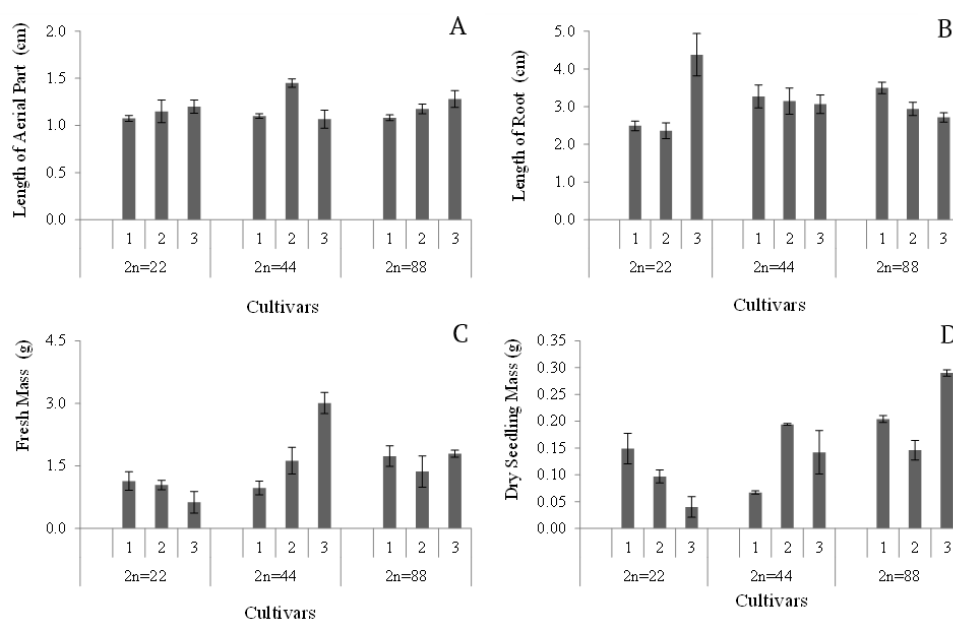 A
Length of Aerial Part (cm)
2.0
1.5
1.0
0.5
0.0
1 2 3 1 2 3 1 2 3
2n=22 2n=44 2n=88
Cultivars
B
Length of Root (cm)
5.0
4.0
3.0
2.0
1.0
0.0
1 2 3 1 2 3 1 2 3
2n=22 2n=44 2n=88
Cultivars
C
Fresh Mass (g)
4.5
3.0
1.5
0.0
1 2 3 1 2 3 1 2 3
2n=22 2n=44 2n=88
Cultivars
D
Dry Seedling Mass (g)
0.35
0.30
0.25
0.20
0.15
0.10
0.05
0.00
1 2 3 1 2 3 1 2 3
2n=22 2n=44 2n=88
Cultivars